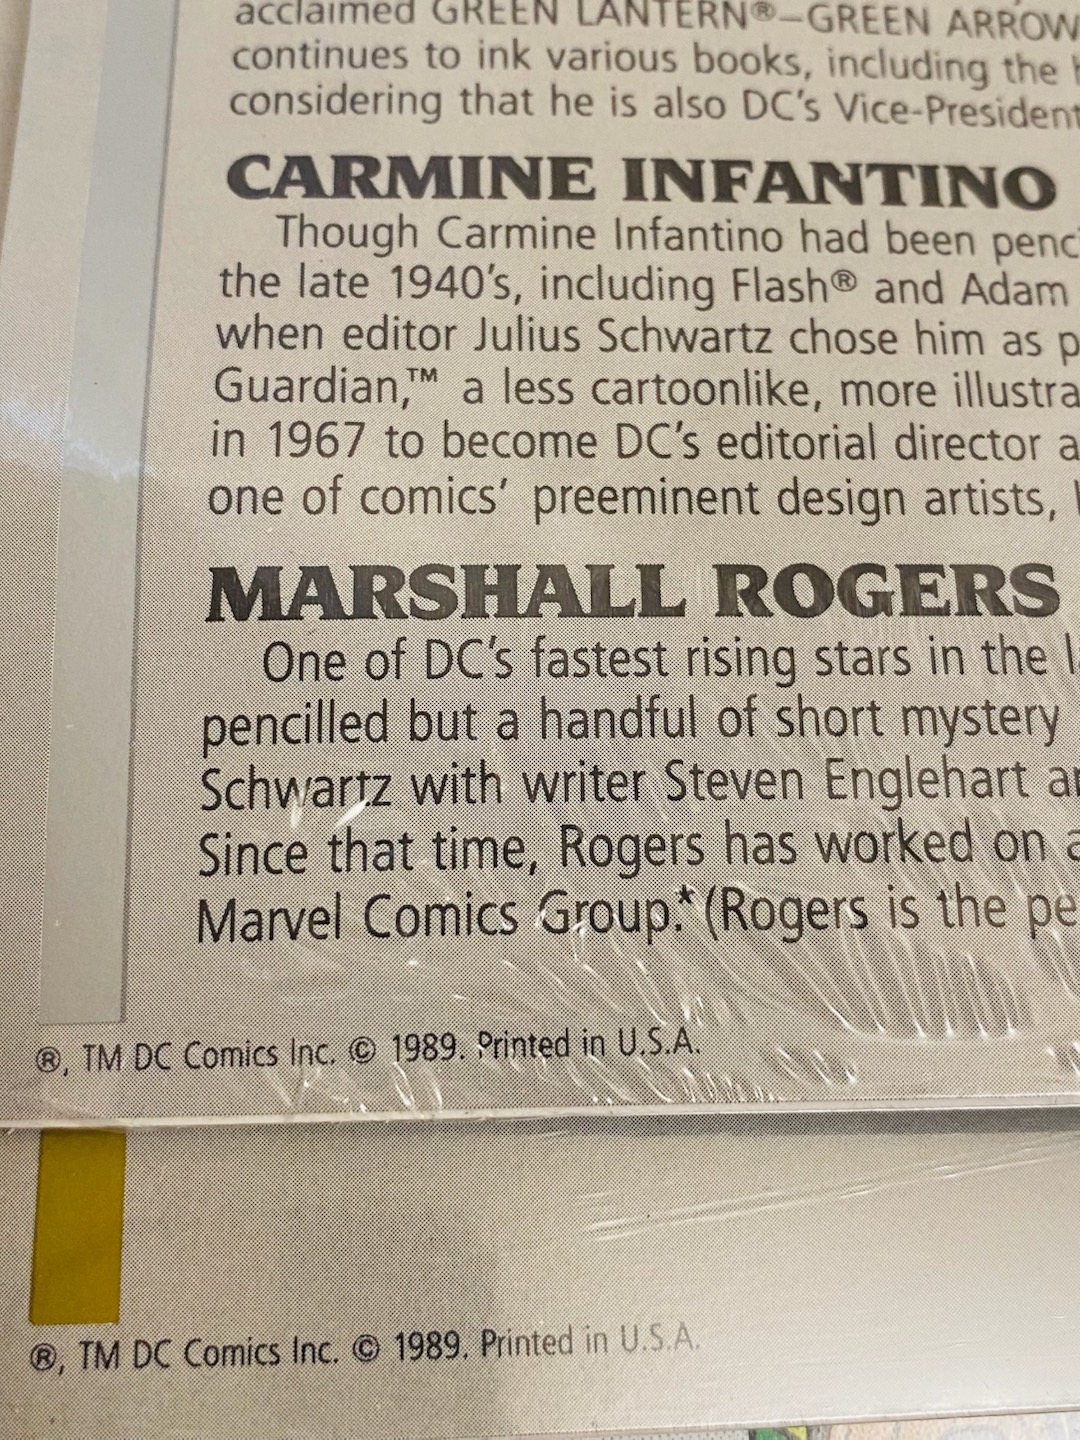 acclaimed GREEN LANTERN®–GREEN ARROW
continues to ink various books, including the
considering that he is also DC's Vice-President
CARMINE INFANTINO
Though Carmine Infantino had been penc
the late 1940's, including Flash® and Adam
when editor Julius Schwartz chose him as p
Guardian,™ a less cartoonlike, more illustra
in 1967 to become DC's editorial director a
one of comics' preeminent design artists,
MARSHALL ROGERS
One of DC's fastest rising stars in the l
pencilled but a handful of short mystery
Schwartz with writer Steven Englehart a
Since that time, Rogers has worked on a
Marvel Comics Group.* (Rogers is the pe
®, TM DC Comics Inc. © 1989. Printed in U.S.A.
®, TM DC Comics Inc. © 1989. Printed in U.S.A.